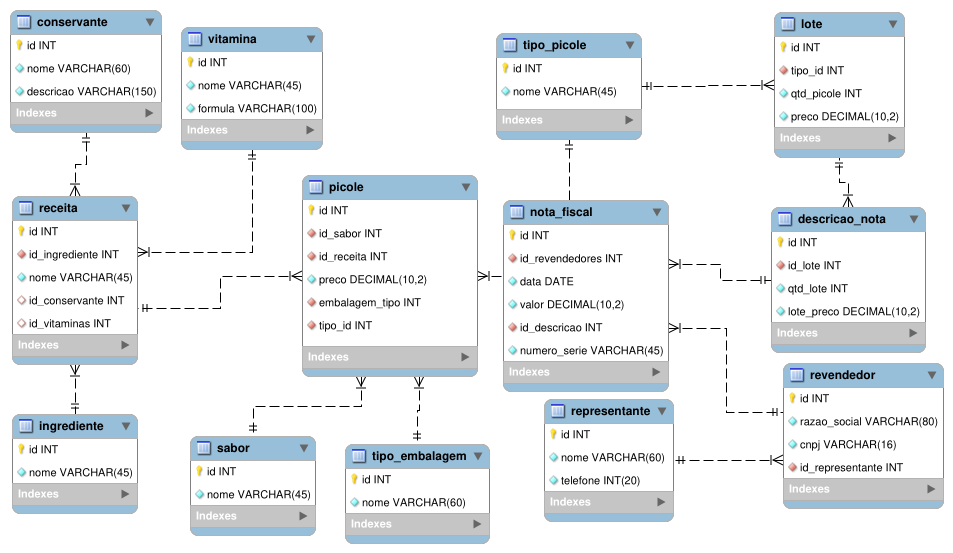 conservante
id INT
nome VARCHAR(60)
descricao VARCHAR(150)
Indexes
vitamina
id INT
nome VARCHAR(45)
formula VARCHAR(100)
Indexes
tipo_picole
id INT
nome VARCHAR(45)
Indexes
lote
id INT
tipo_id INT
qtd_picole INT
preco DECIMAL(10,2)
Indexes
receita
id INT
id_ingrediente INT
nome VARCHAR(45)
id_conservante INT
id_vitaminas INT
Indexes
picole
id INT
id_sabor INT
id_receita INT
preco DECIMAL(10,2)
embalagem_tipo INT
tipo_id INT
Indexes
nota_fiscal
id INT
id_revendedores INT
data DATE
valor DECIMAL(10,2)
id_descricao INT
numero_serie VARCHAR(45)
Indexes
descricao_nota
id INT
id_lote INT
qtd_lote INT
lote_preco DECIMAL(10,2)
Indexes
ingrediente
id INT
nome VARCHAR(45)
Indexes
sabor
id INT
nome VARCHAR(45)
Indexes
tipo_embalagem
id INT
nome VARCHAR(60)
Indexes
representante
id INT
nome VARCHAR(60)
telefone INT(20)
Indexes
revendedor
id INT
razao_social VARCHAR(80)
cnpj VARCHAR(16)
id_representante INT
Indexes